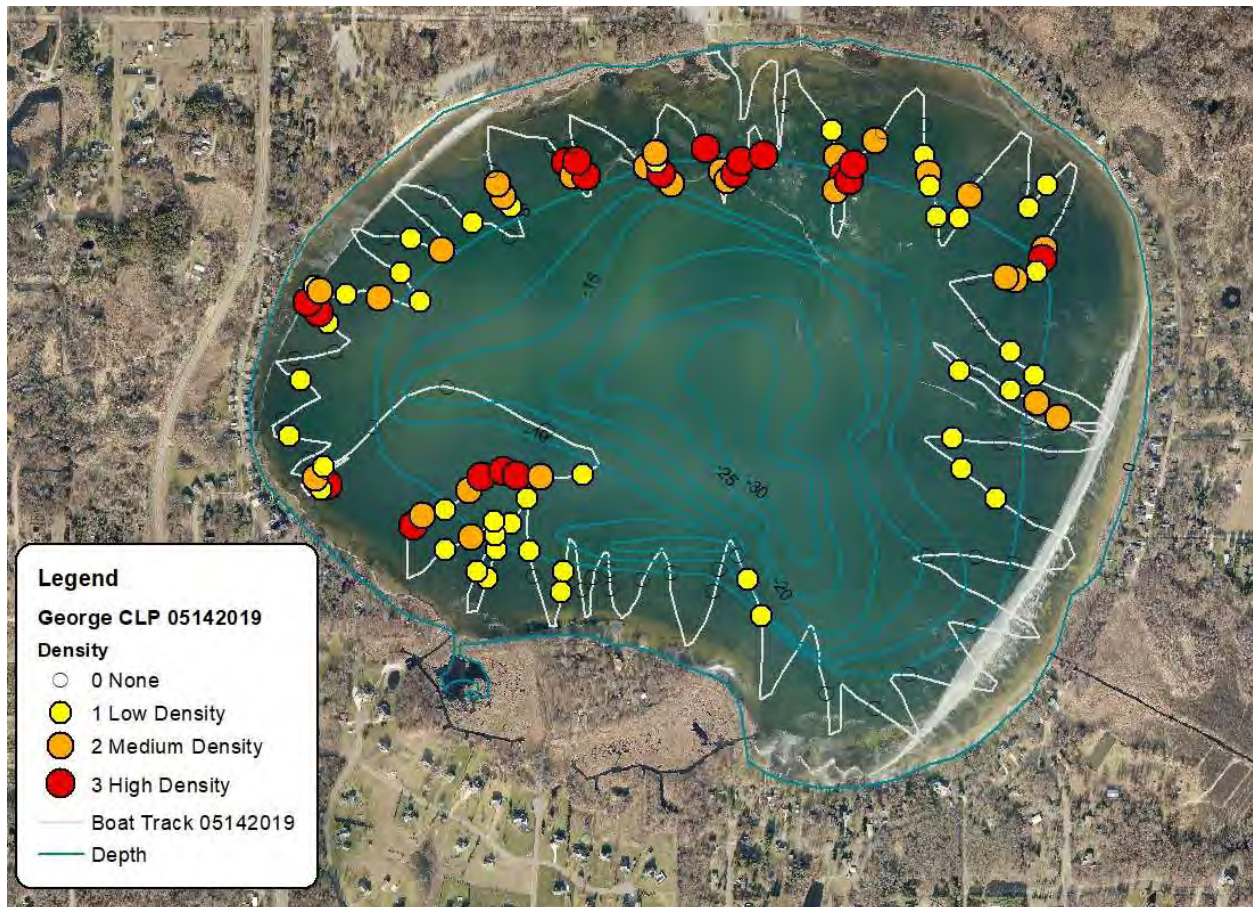 -15
-10
-25
-30
-20
0
Legend
George CLP 05142019
Density
0 None
1 Low Density
2 Medium Density
3 High Density
Boat Track 05142019
Depth